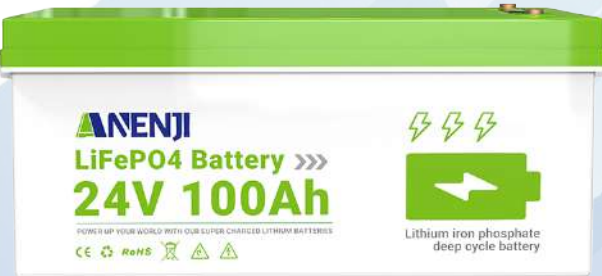 ANENJI
LiFePO4 Battery
24V 100Ah
POWER UP YOUR WORLD WITH OUR SUPER CHARGED LITHIUM BATTERIES
CE RoHS
Lithium iron phosphate
deep cycle battery